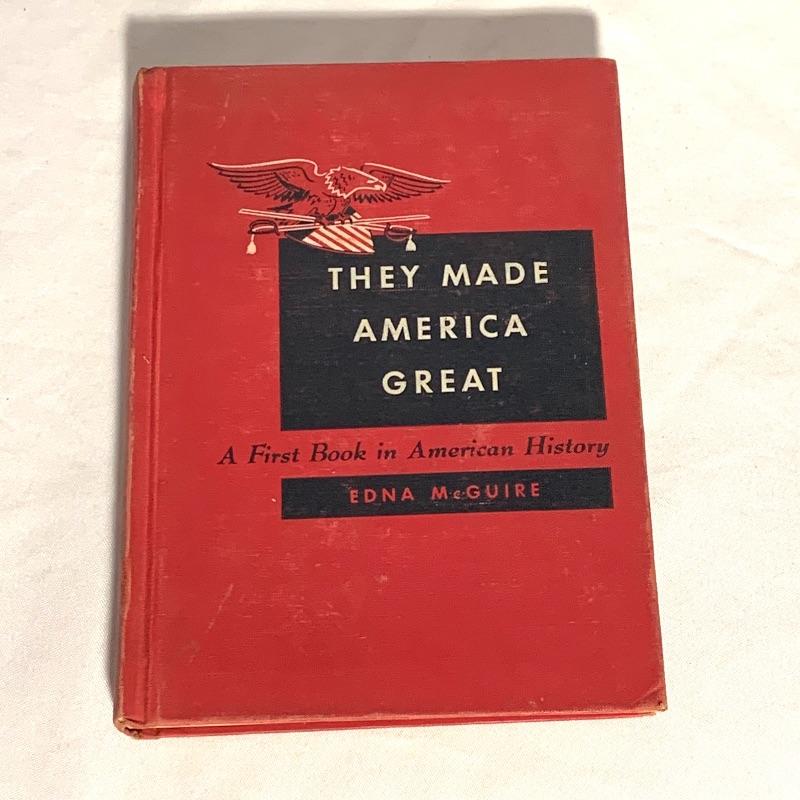 THEY MADE
AMERICA
GREAT
A First Book in American History
EDNA McGUIRE